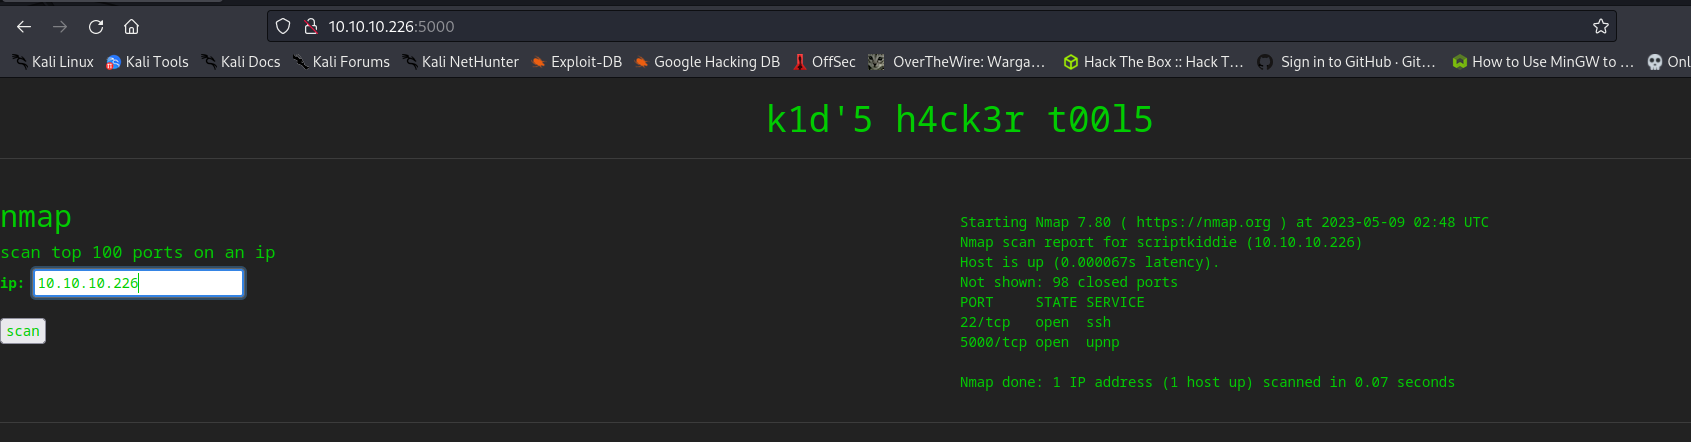 10.10.10.226:5000
Kali Linux Kali Tools Kali Docs Kali Forums Kali NetHunter Exploit-DB Google Hacking DB OffSec OverTheWire: Warga… Hack The Box :: Hack T… Sign in to GitHub · Git… How to Use MinGW to … Onl
k1d'5 h4ck3r t00l5
nmap
scan top 100 ports on an ip
ip: 10.10.10.226
scan
Starting Nmap 7.80 ( https://nmap.org ) at 2023-05-09 02:48 UTC
Nmap scan report for scriptkiddie (10.10.10.226)
Host is up (0.000067s latency).
Not shown: 98 closed ports
PORT     STATE SERVICE
22/tcp   open  ssh
5000/tcp open  upnp
Nmap done: 1 IP address (1 host up) scanned in 0.07 seconds